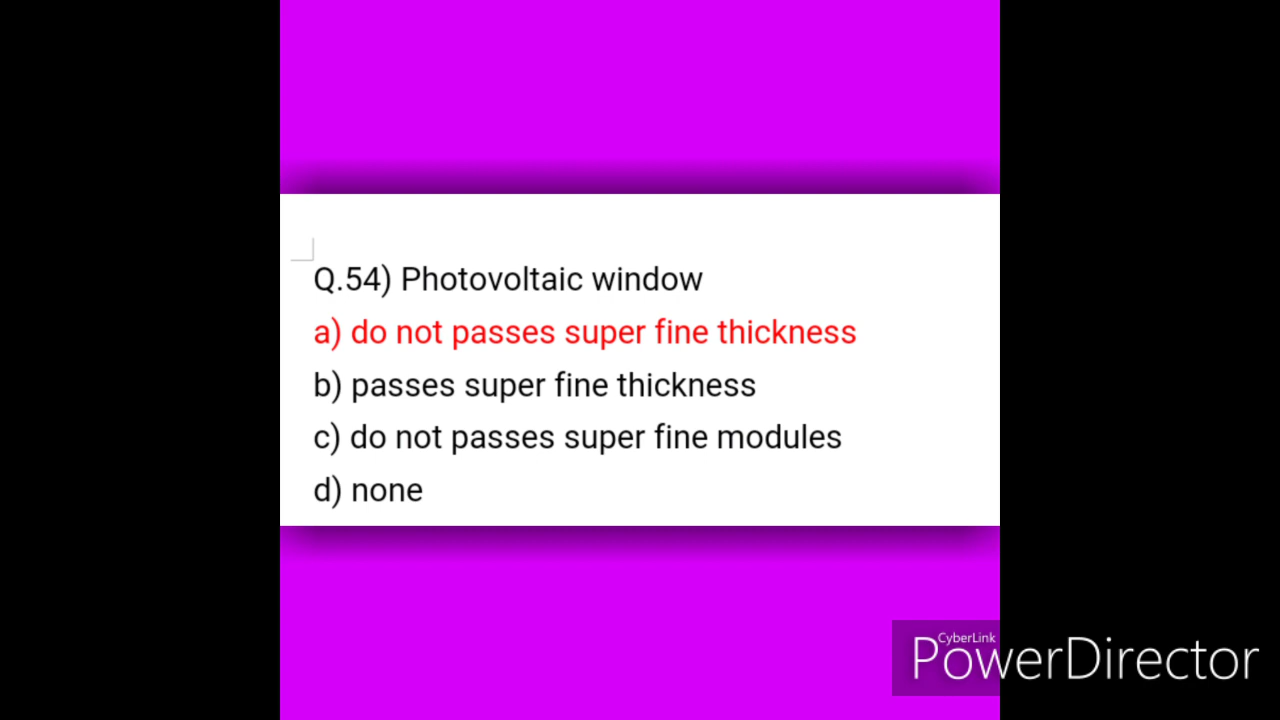 Q.54) Photovoltaic window
a) do not passes super fine thickness
b) passes super fine thickness
c) do not passes super fine modules
d) none
CyberLink
PowerDirector